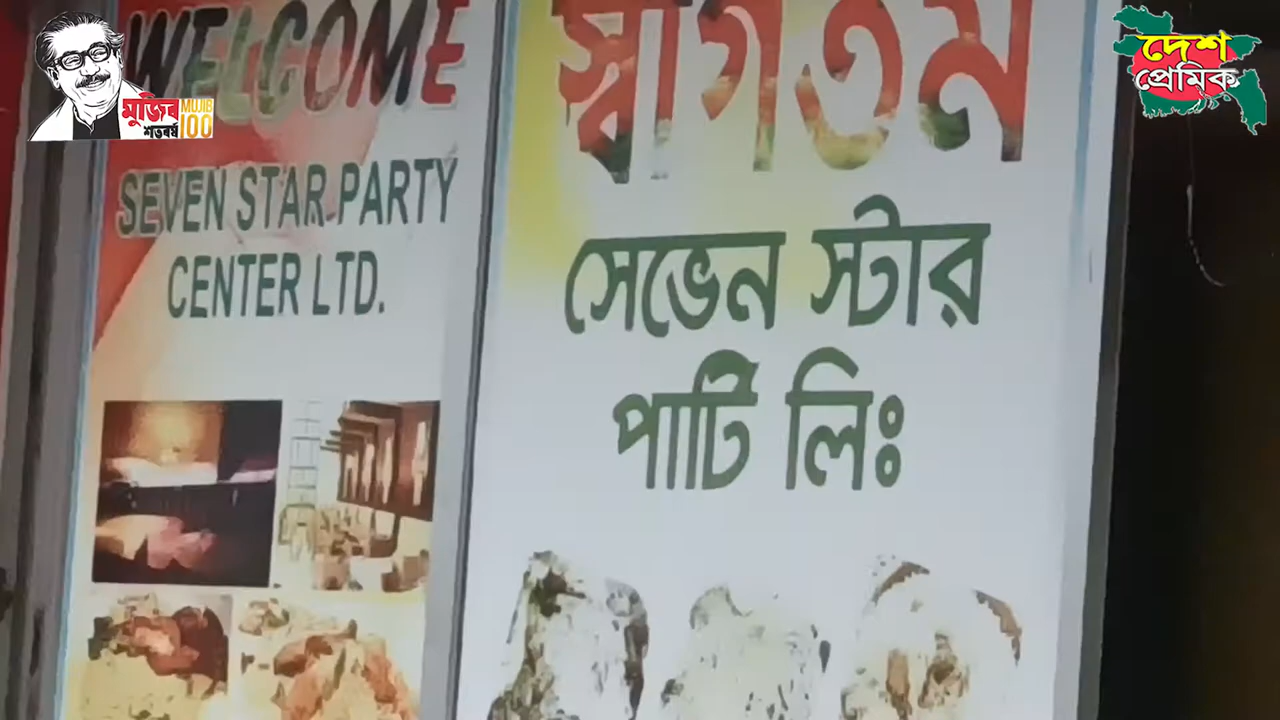 WELCOME
SEVEN STAR PARTY
CENTER LTD.
স্বাগতম
সেভেন স্টার
পার্টি লিঃ
মুজিব
শতবর্ষ
MUJIB
100
দেশ
প্রেমিক